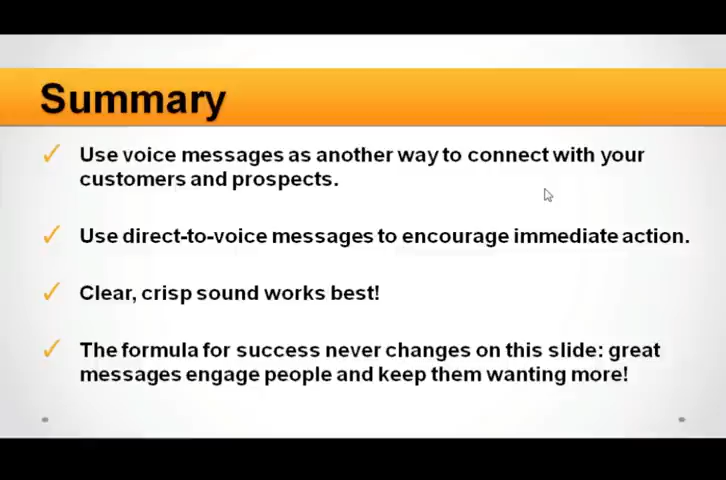 Summary
✓ Use voice messages as another way to connect with your
customers and prospects.
✓ Use direct-to-voice messages to encourage immediate action.
✓ Clear, crisp sound works best!
✓ The formula for success never changes on this slide: great
messages engage people and keep them wanting more!